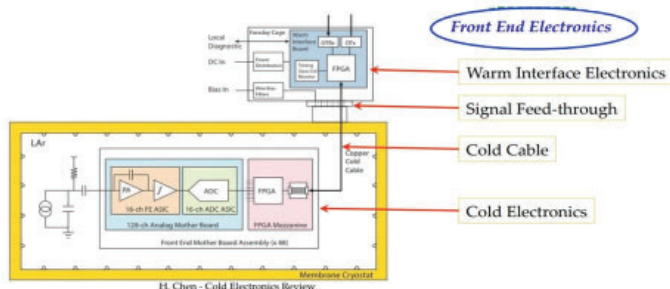 Front End Electronics
Faraday Cage
Local
Diagnostic
Warm
Interface
Board
DC In
FPGA
Bias In
Warm Interface Electronics
Signal Feed-through
Cold Cable
Cold Electronics
LAr
Copper
Cold
Cable
ADC
FPGA
16-ch FE ASIC
16-ch ADC ASIC
128-ch Analog Mother Board
FPGA Mezzanine
Front End Mother Board Assembly (x 88)
Membrane Cryostat
H. Chen - Cold Electronics Review